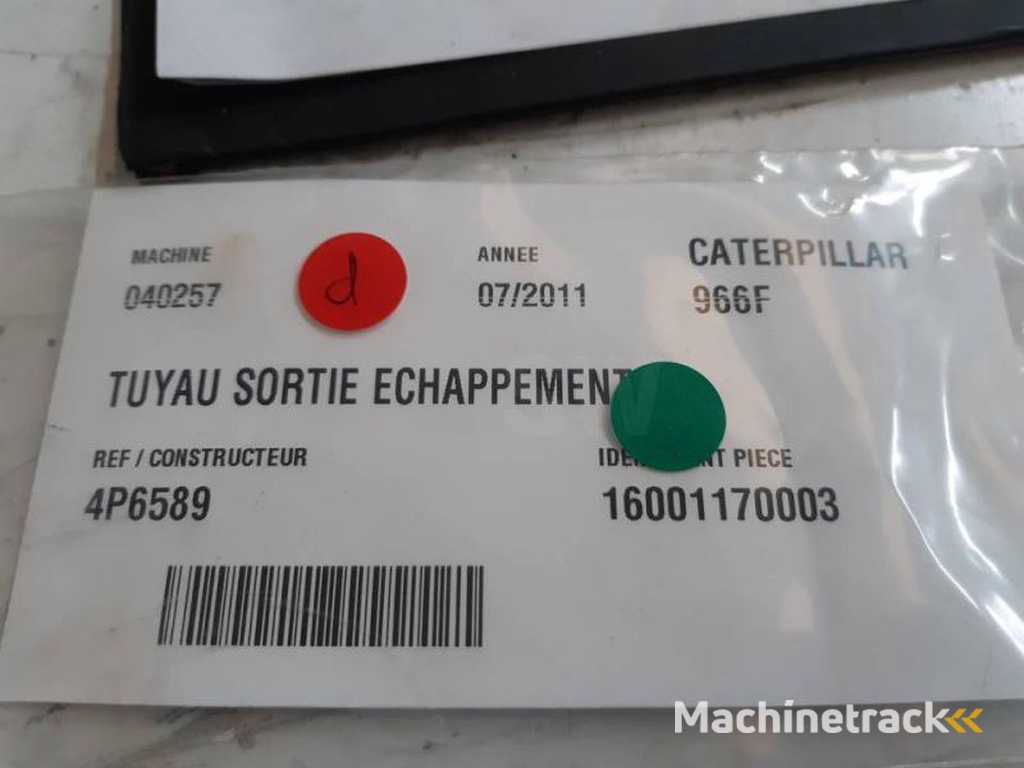 MACHINE ANNEE CATERPILLAR
040257 d 07/2011 966F
TUYAU SORTIE ECHAPPEMENT
REF / CONSTRUCTEUR PIECE
4P6589 16001170003
Machinetrack